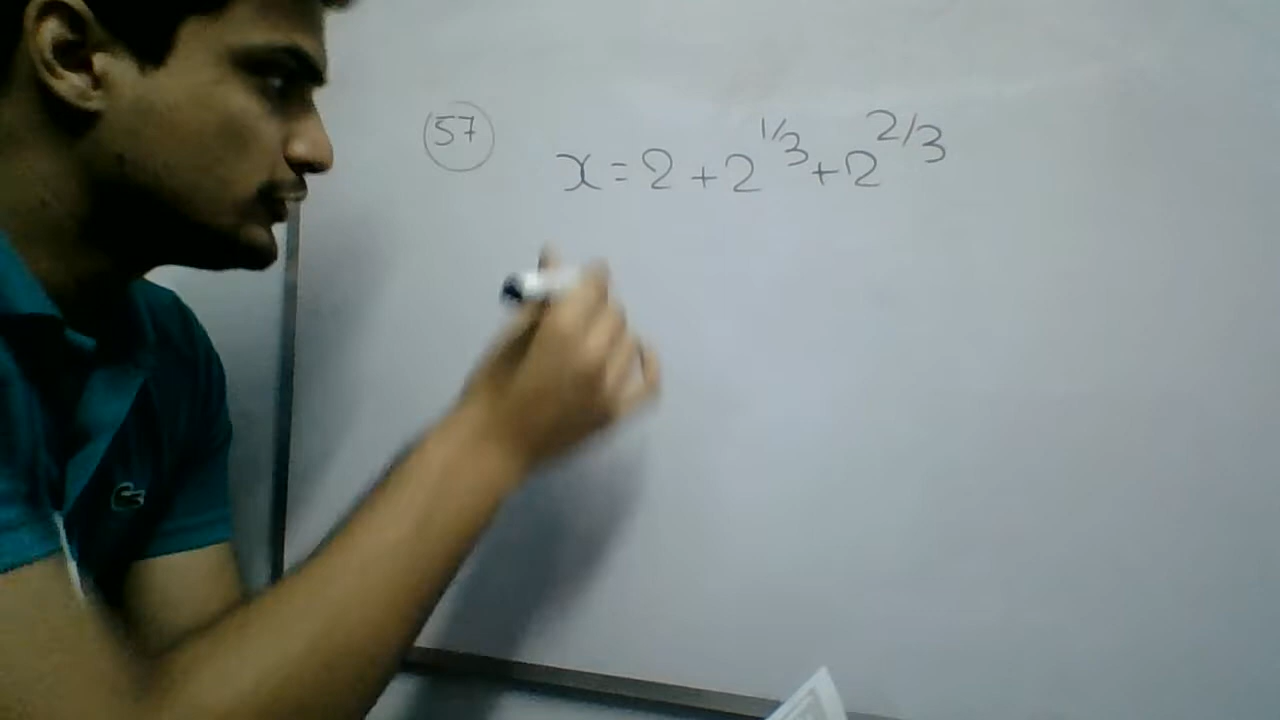 57
x = 2 + 2^{1/3} + 2^{2/3}